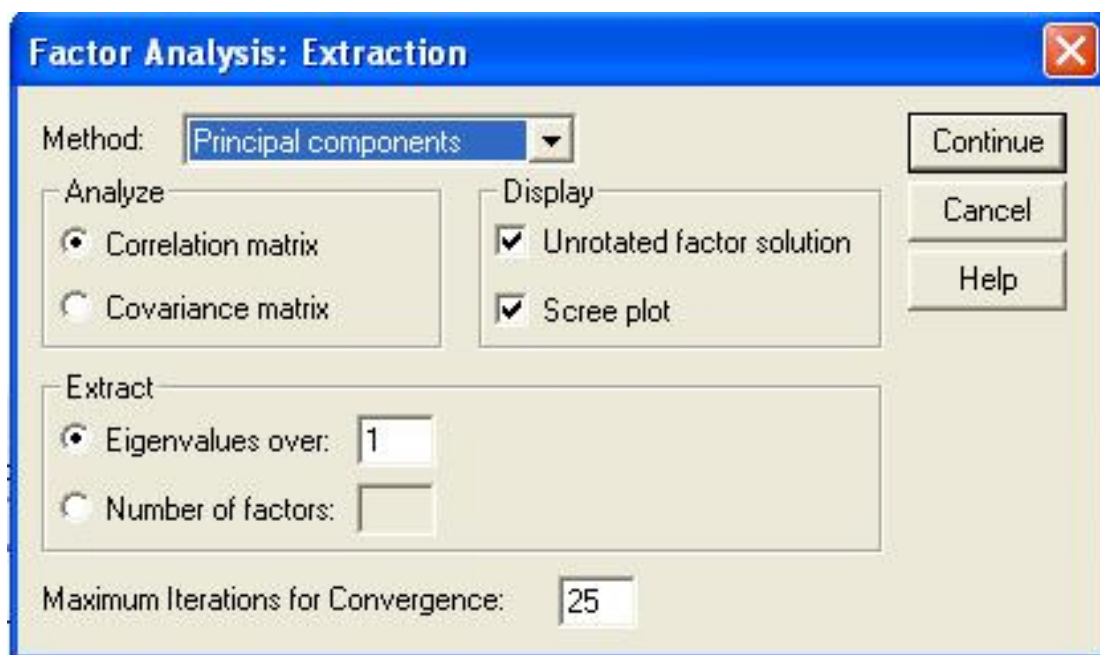 Factor Analysis: Extraction
Method: Principal components
Continue
Analyze
Display
Cancel
Correlation matrix
Unrotated factor solution
Help
Covariance matrix
Scree plot
Extract
Eigenvalues over: 1
Number of factors:
Maximum Iterations for Convergence: 25